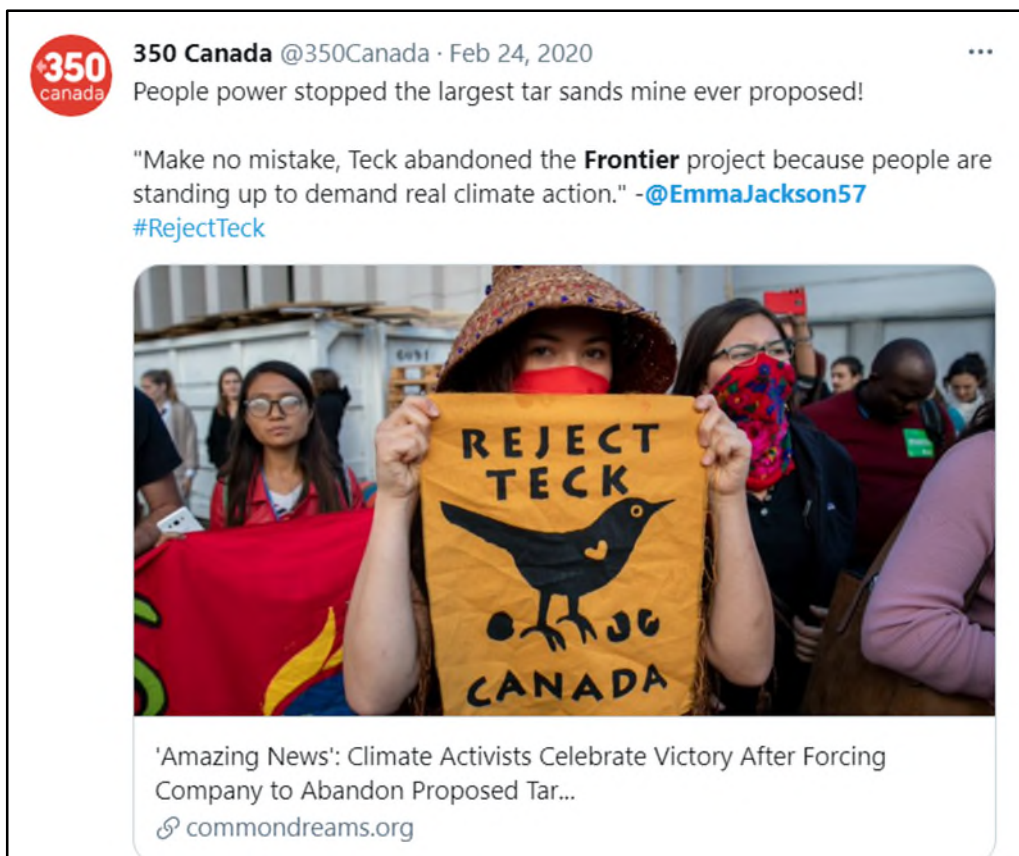 350
canada
350 Canada @350Canada · Feb 24, 2020
People power stopped the largest tar sands mine ever proposed!
"Make no mistake, Teck abandoned the Frontier project because people are
standing up to demand real climate action." -@EmmaJackson57
#RejectTeck
REJECT
TECK
CANADA
'Amazing News': Climate Activists Celebrate Victory After Forcing
Company to Abandon Proposed Tar...
commondreams.org